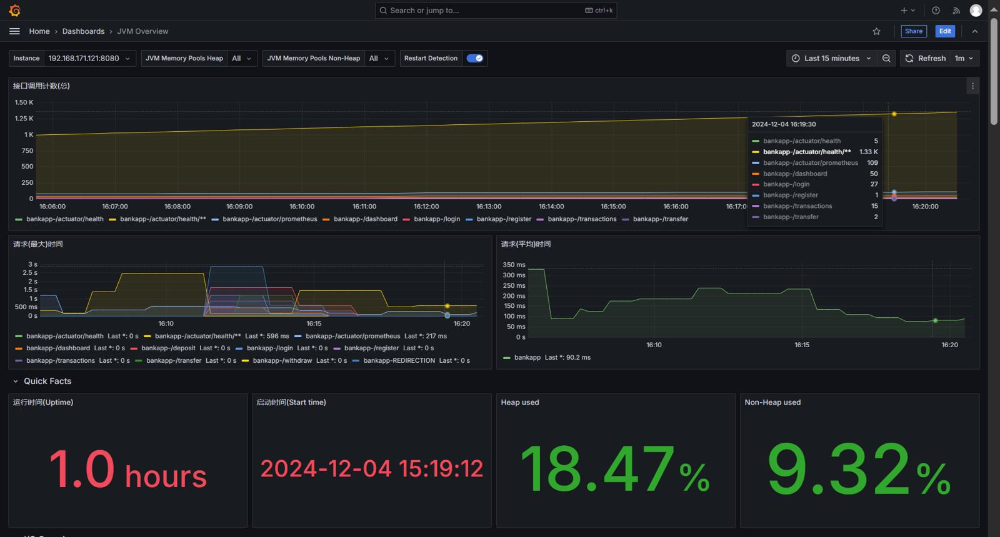 Search or jump to... ctrl+k
Home › Dashboards › JVM Overview Share Edit
Instance 192.168.171.121:8080 JVM Memory Pools Heap All JVM Memory Pools Non-Heap All Restart Detection Last 15 minutes Refresh 1m
接口调用计数(总)
1.50 K
1.25 K
1 K
750
500
250
0
16:06:00 16:07:00 16:08:00 16:09:00 16:10:00 16:11:00 16:12:00 16:13:00 16:14:00 16:15:00 16:16:00 16:17:00 16:20:00
bankapp-/actuator/health bankapp-/actuator/health/** bankapp-/actuator/prometheus bankapp-/dashboard bankapp-/login bankapp-/register bankapp-/transactions bankapp-/transfer
2024-12-04 16:19:30
bankapp-/actuator/health 5
bankapp-/actuator/health/** 1.33 K
bankapp-/actuator/prometheus 109
bankapp-/dashboard 50
bankapp-/login 27
bankapp-/register 1
bankapp-/transactions 15
bankapp-/transfer 2
请求(最大)时间
3 s
2.5 s
2 s
1.5 s
1 s
500 ms
0 s
16:10 16:15 16:20
bankapp-/actuator/health Last *: 0 s bankapp-/actuator/health/** Last *: 596 ms bankapp-/actuator/prometheus Last *: 217 ms
bankapp-/dashboard Last *: 0 s bankapp-/deposit Last *: 0 s bankapp-/login Last *: 0 s bankapp-/register Last *: 0 s
bankapp-/transactions Last *: 0 s bankapp-/transfer Last *: 0 s bankapp-/withdraw Last *: 0 s bankapp-REDIRECTION Last *: 0 s
请求(平均)时间
350 ms
300 ms
250 ms
200 ms
150 ms
100 ms
50 ms
0 s
16:10 16:15 16:20
bankapp Last *: 90.2 ms
Quick Facts
运行时间(Uptime)
1.0 hours
启动时间(Start time)
2024-12-04 15:19:12
Heap used
18.47%
Non-Heap used
9.32%